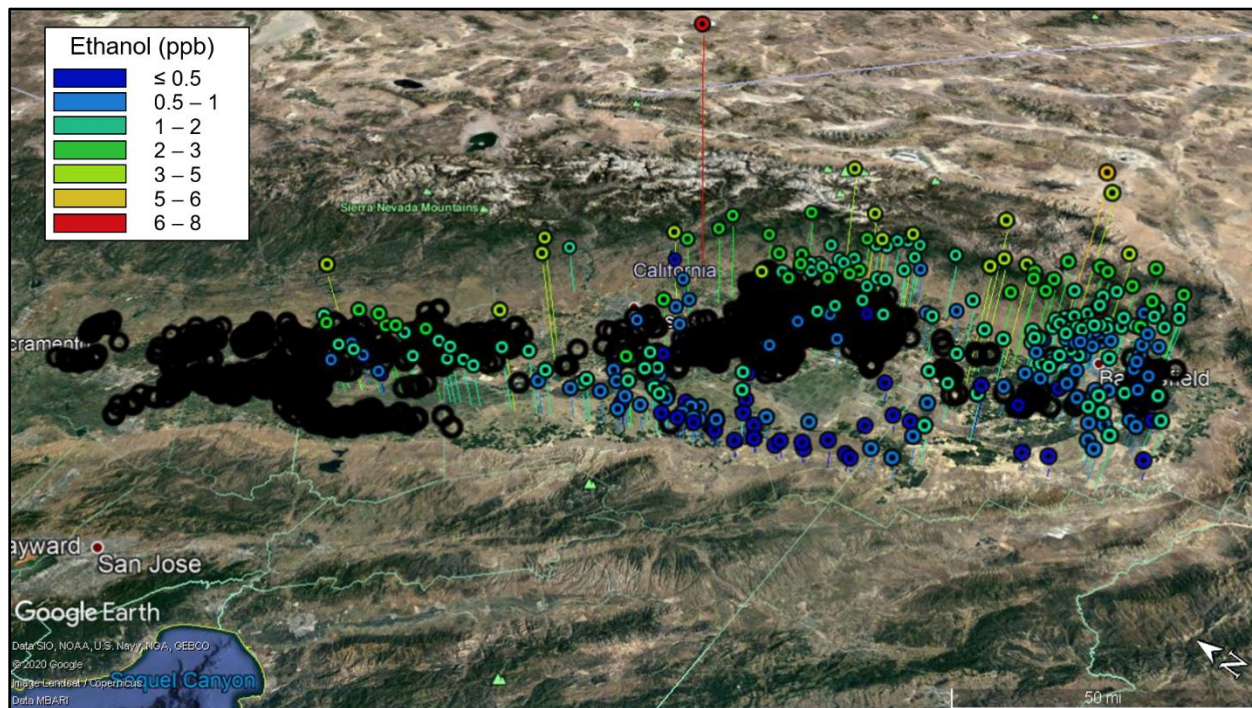 Ethanol (ppb)
≤ 0.5
0.5 – 1
1 – 2
2 – 3
3 – 5
5 – 6
6 – 8
Sierra Nevada Mountains
California
cramento
ayward
San Jose
Google Earth
Data SIO, NOAA, U.S. Navy, NGA, GEBCO
© 2020 Google
Image Landsat / Copernicus
Data MBARI
Soquel Canyon
N
50 mi